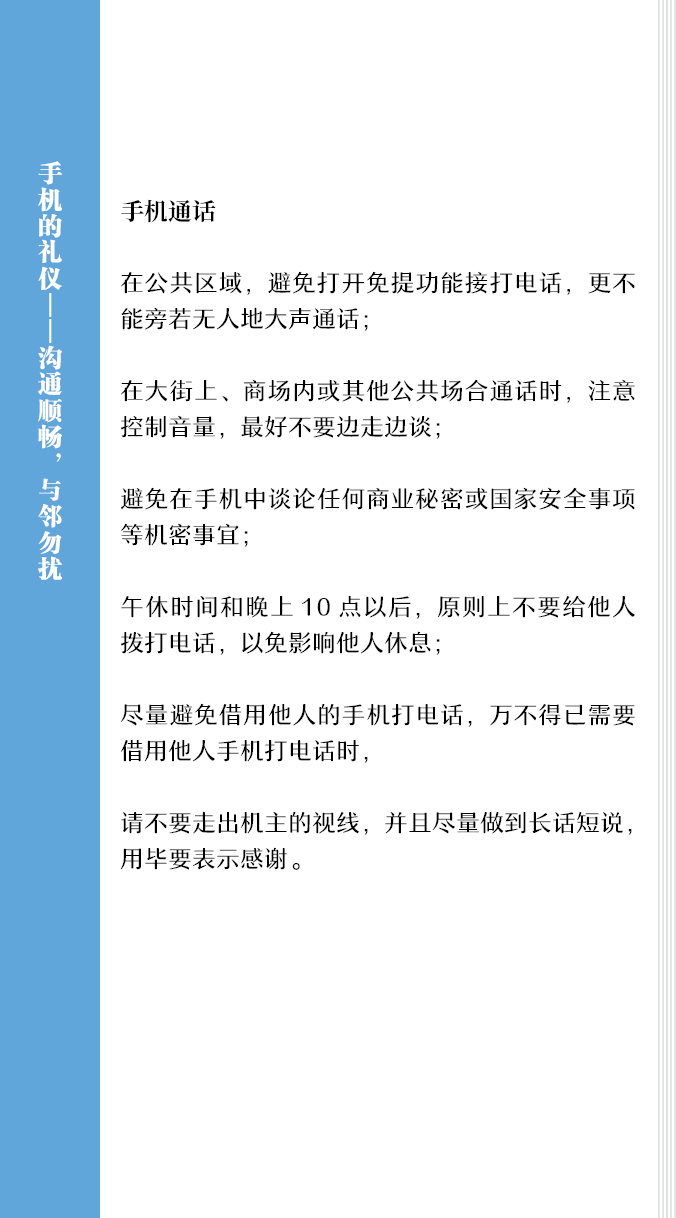 手机的礼仪——沟通顺畅，与邻勿扰
手机通话
在公共区域，避免打开免提功能接打电话，更不
能旁若无人地大声通话；
在大街上、商场内或其他公共场合通话时，注意
控制音量，最好不要边走边谈；
避免在手机中谈论任何商业秘密或国家安全事项
等机密事宜；
午休时间和晚上 10 点以后，原则上不要给他人
拨打电话，以免影响他人休息；
尽量避免借用他人的手机打电话，万不得已需要
借用他人手机打电话时，
请不要走出机主的视线，并且尽量做到长话短说，
用毕要表示感谢。